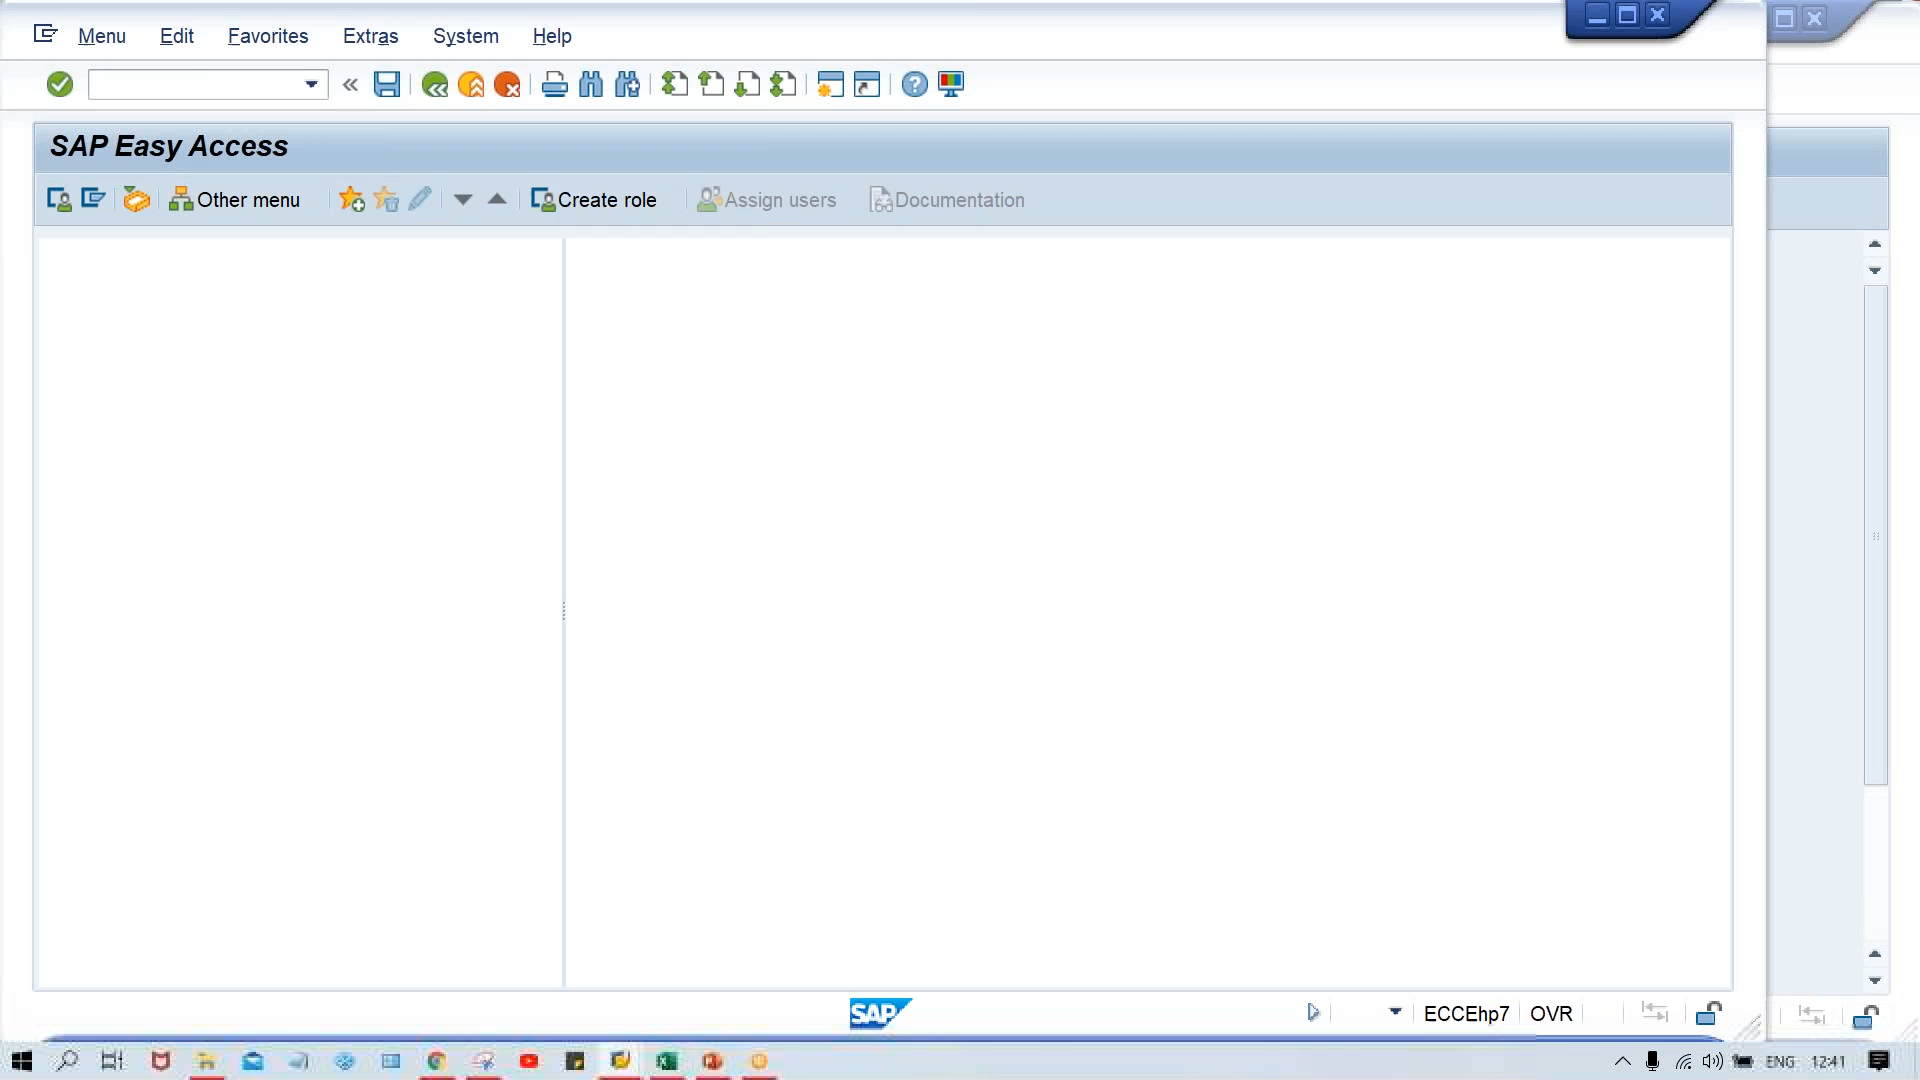 Menu Edit Favorites Extras System Help
SAP Easy Access
Other menu Create role Assign users Documentation
SAP ECCEhp7 OVR
ENG 12:41